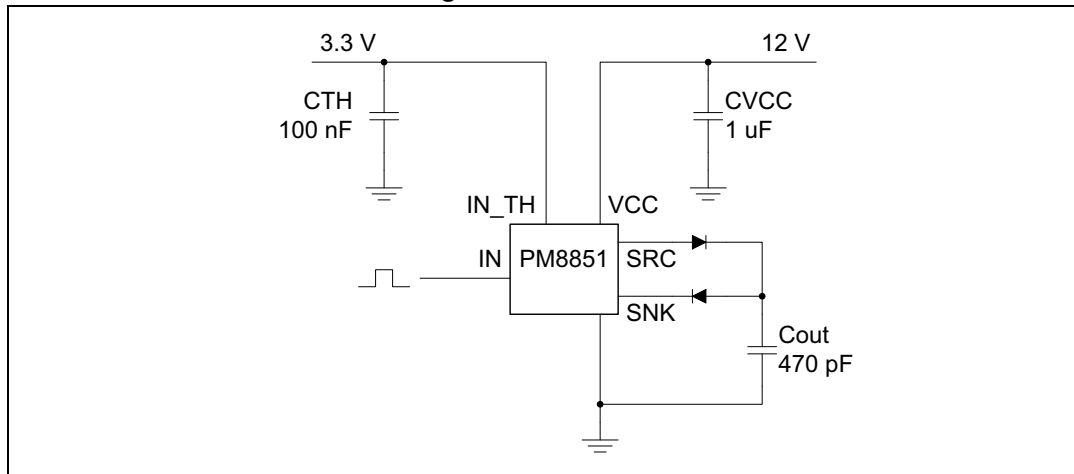 3.3 V
12 V
CTH
100 nF
CVCC
1 uF
IN_TH
VCC
IN
PM8851
SRC
SNK
Cout
470 pF